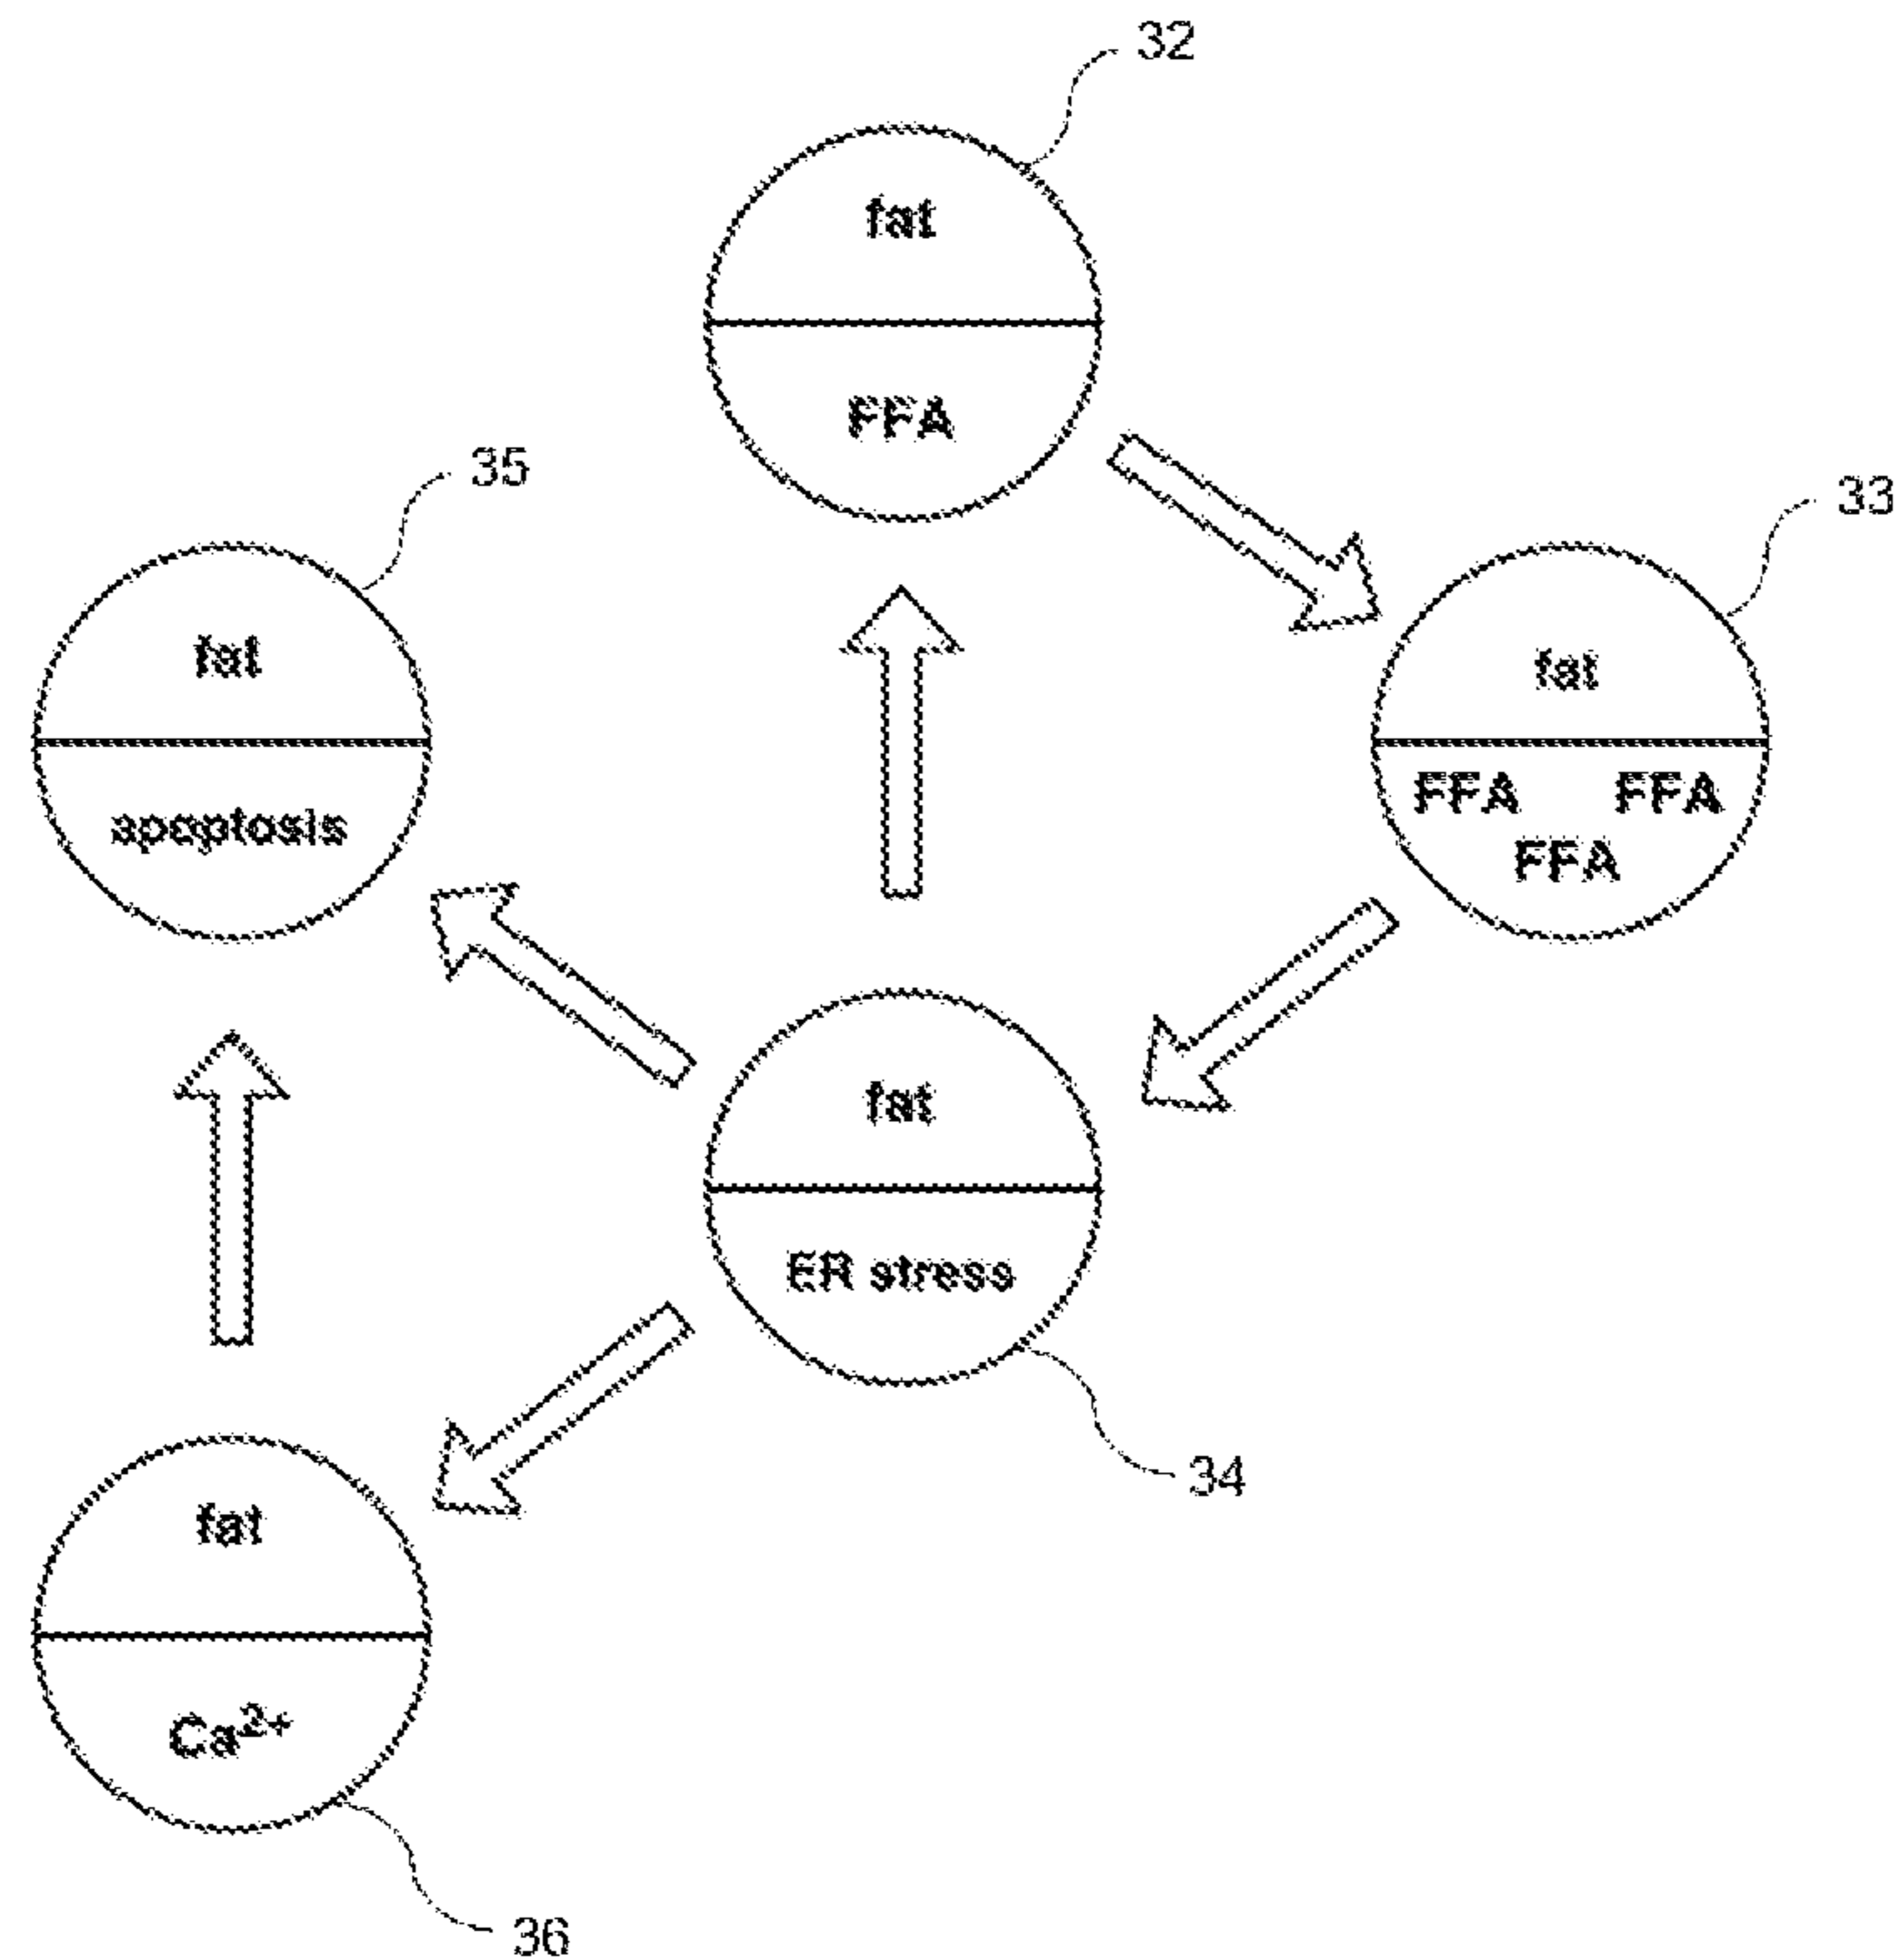 32
fat
FFA
35
33
fat
apoptosis
fat
FFA FFA
FFA
fat
ER stress
34
fat
Ca²⁺
36